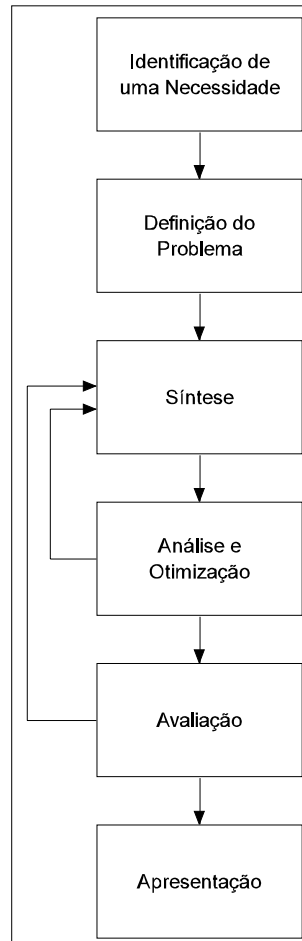 Identificação de
uma Necessidade
Definição do
Problema
Síntese
Análise e
Otimização
Avaliação
Apresentação